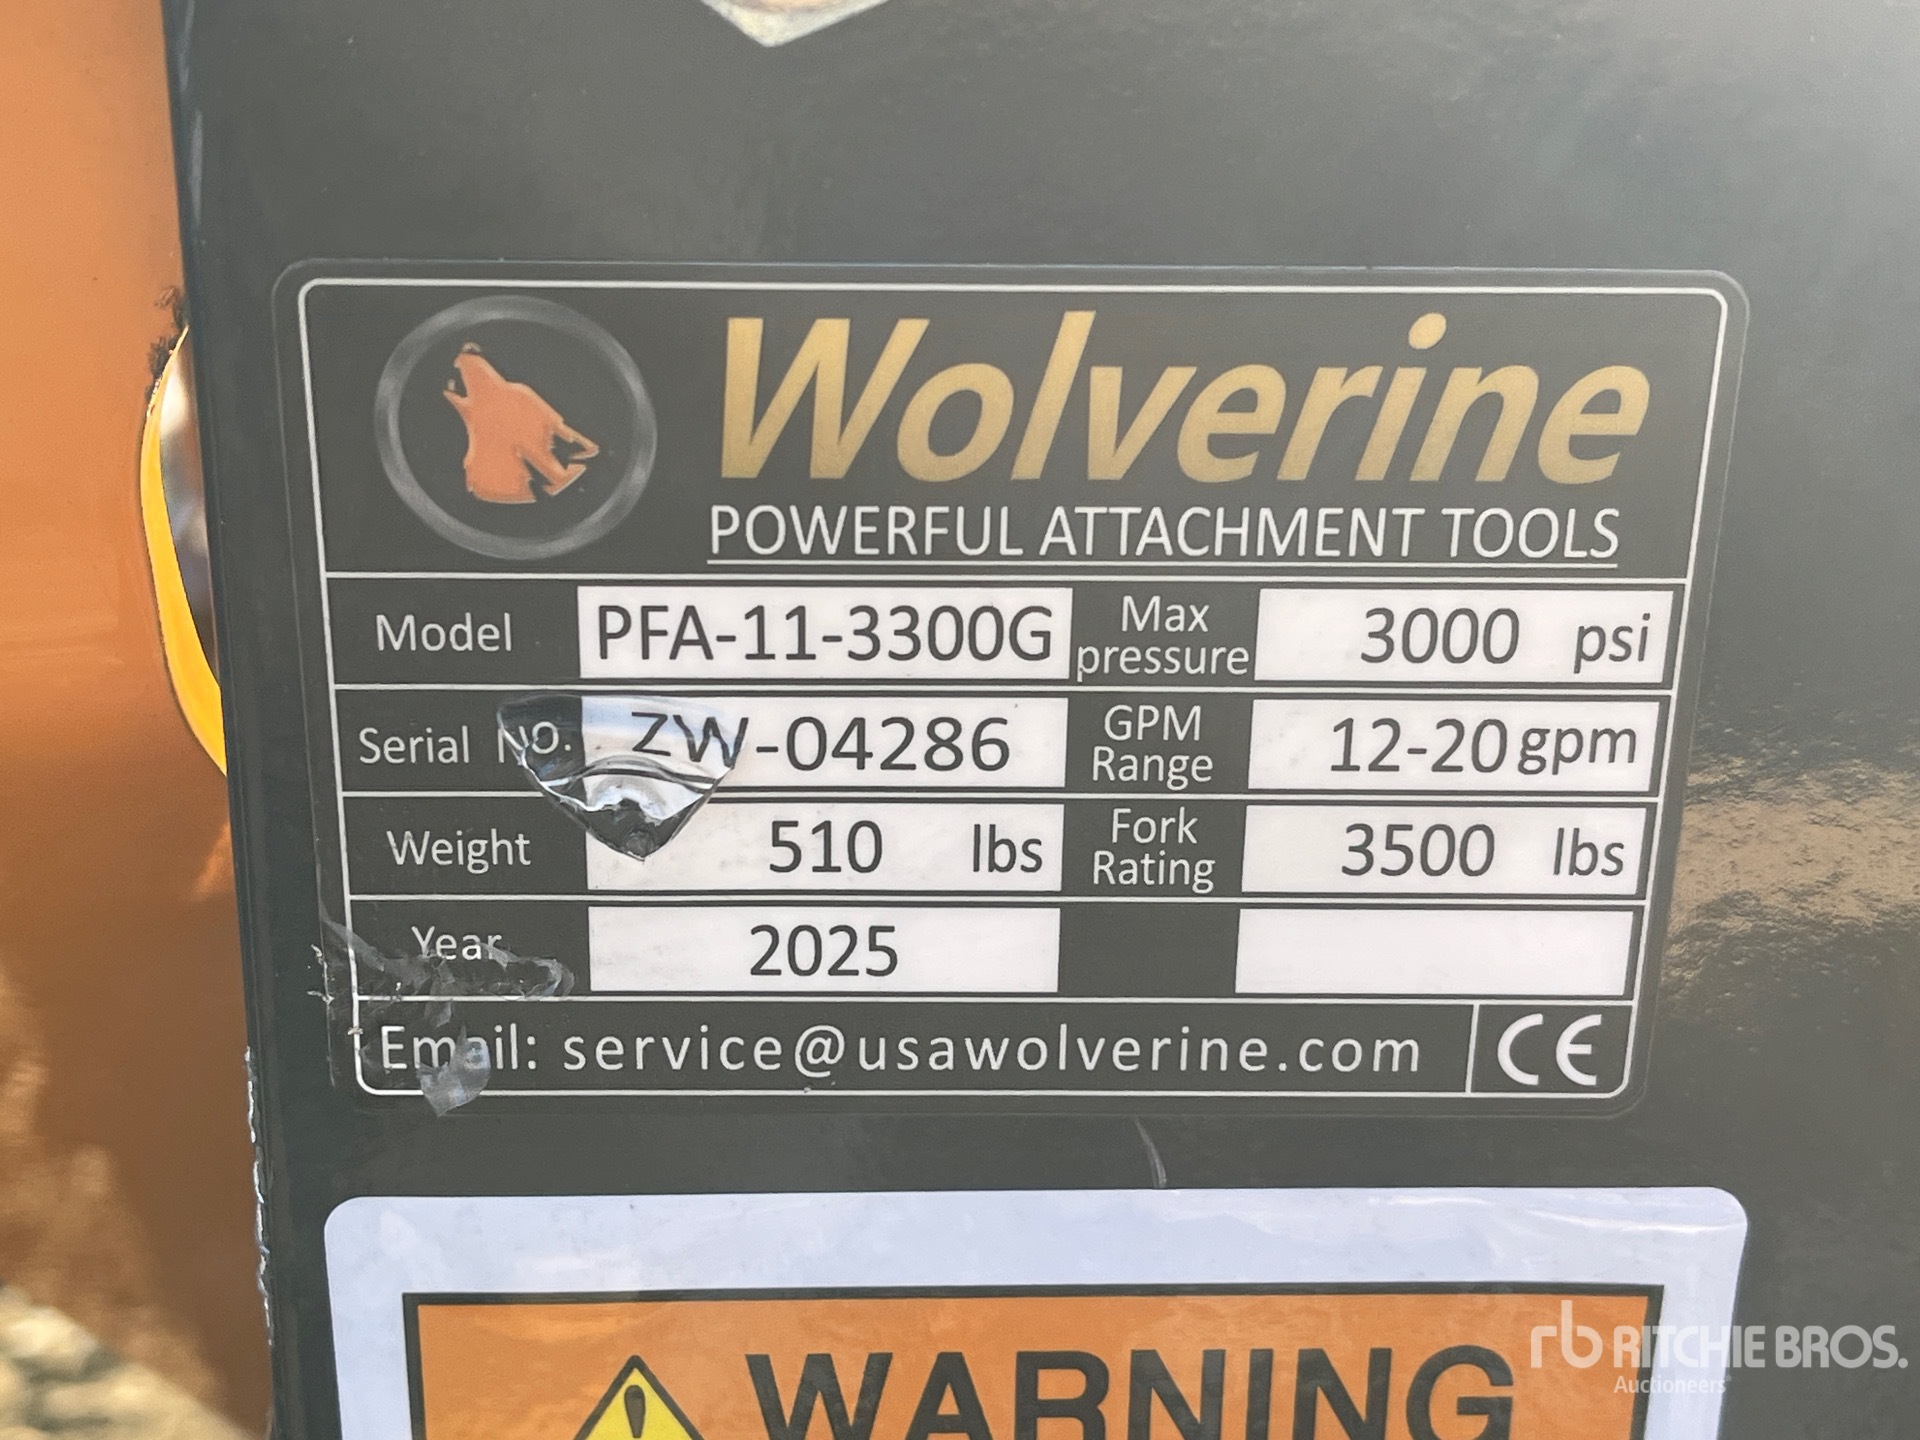 Wolverine
POWERFUL ATTACHMENT TOOLS
Model PFA-11-3300G Max pressure 3000 psi
Serial NO. ZW-04286 GPM Range 12-20 gpm
Weight 510 lbs Fork Rating 3500 lbs
Year 2025
Email: service@usawolverine.com CE
WARNING
rb RITCHIE BROS.
Auctioneers